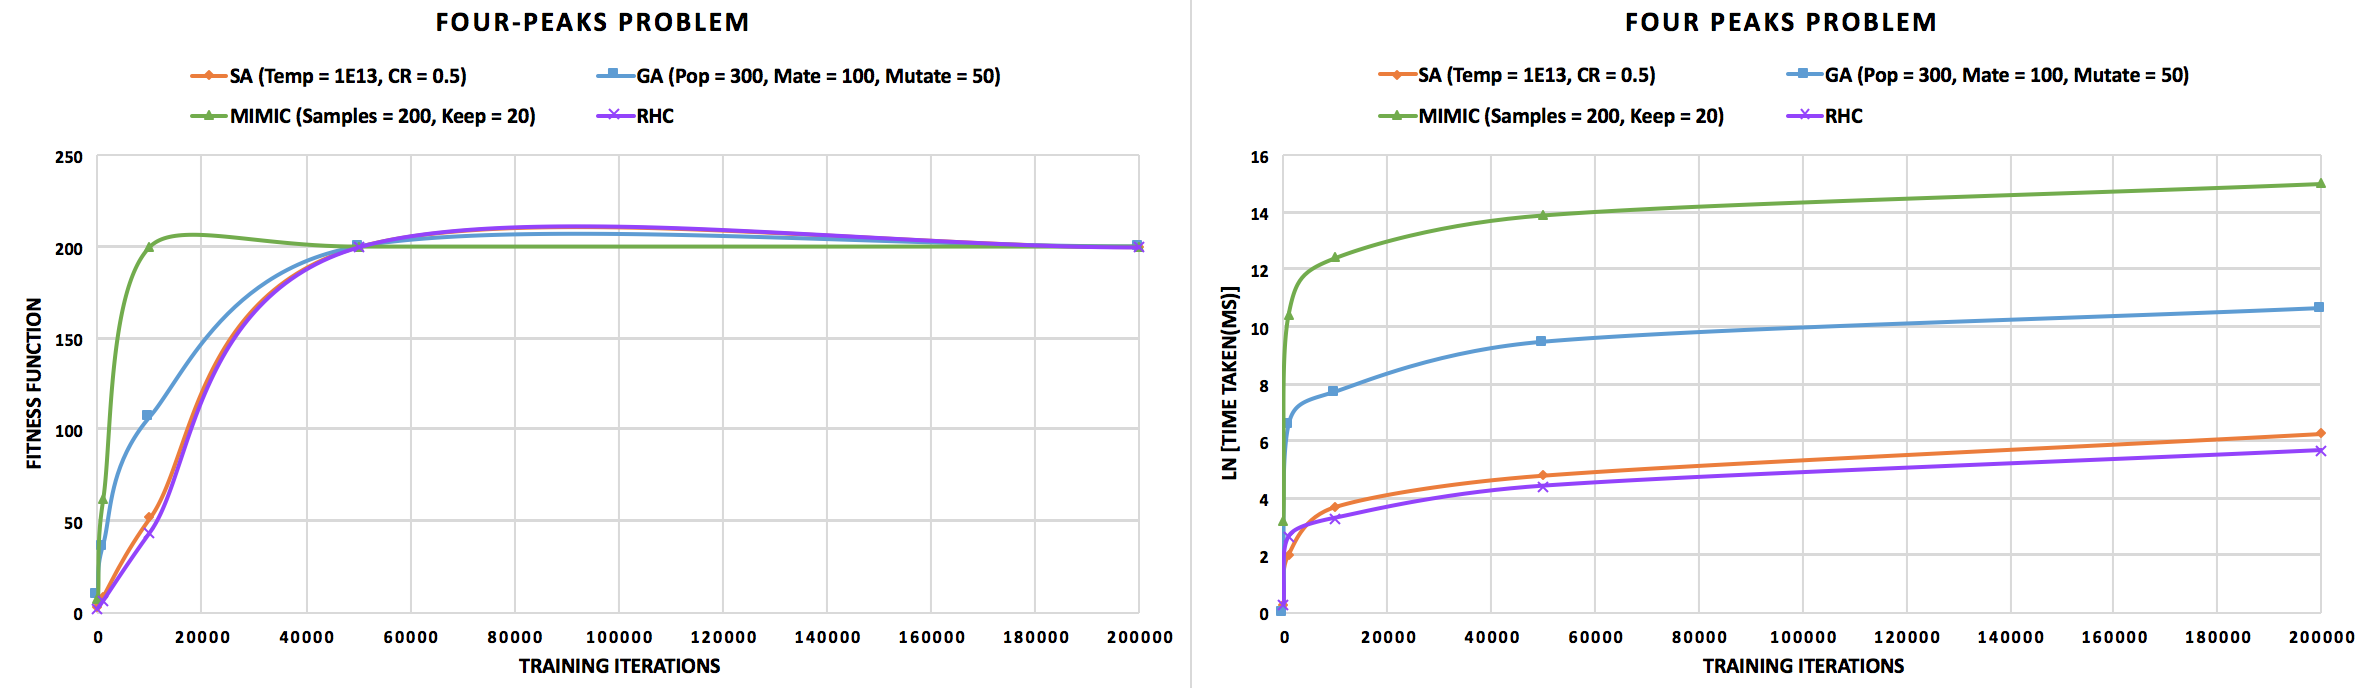 FOUR-PEAKS PROBLEM
SA (Temp = 1E13, CR = 0.5)
GA (Pop = 300, Mate = 100, Mutate = 50)
MIMIC (Samples = 200, Keep = 20)
RHC
250
200
150
100
50
0
FITNESS FUNCTION
0 20000 40000 60000 80000 100000 120000 140000 160000 180000 200000
TRAINING ITERATIONS
FOUR PEAKS PROBLEM
SA (Temp = 1E13, CR = 0.5)
GA (Pop = 300, Mate = 100, Mutate = 50)
MIMIC (Samples = 200, Keep = 20)
RHC
16
14
12
10
8
6
4
2
0
LN [TIME TAKEN(MS)]
0 20000 40000 60000 80000 100000 120000 140000 160000 180000 200000
TRAINING ITERATIONS